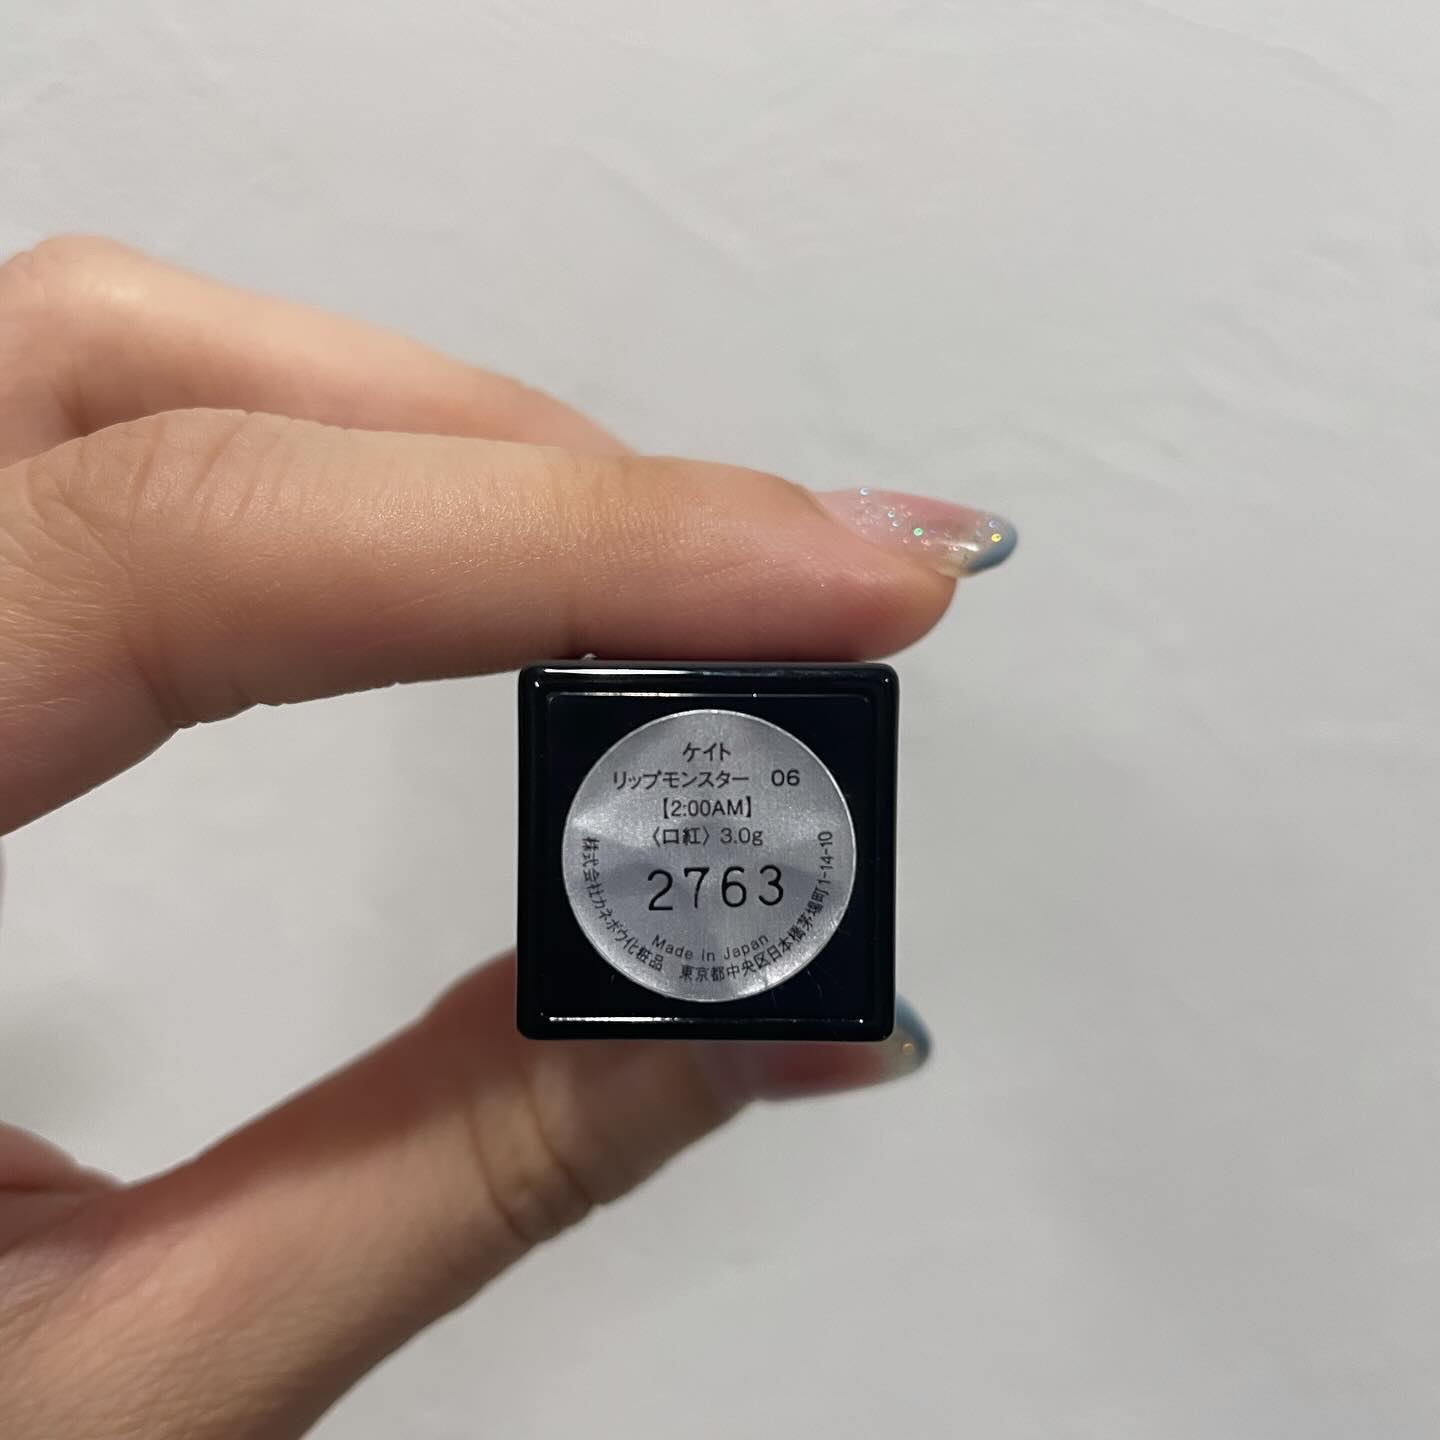 ケイト
リップモンスター　06
【2:00AM】
〈口紅〉3.0g
2763
Made in Japan
株式会社カネボウ化粧品　東京都中央区日本橋茅場町1-14-10